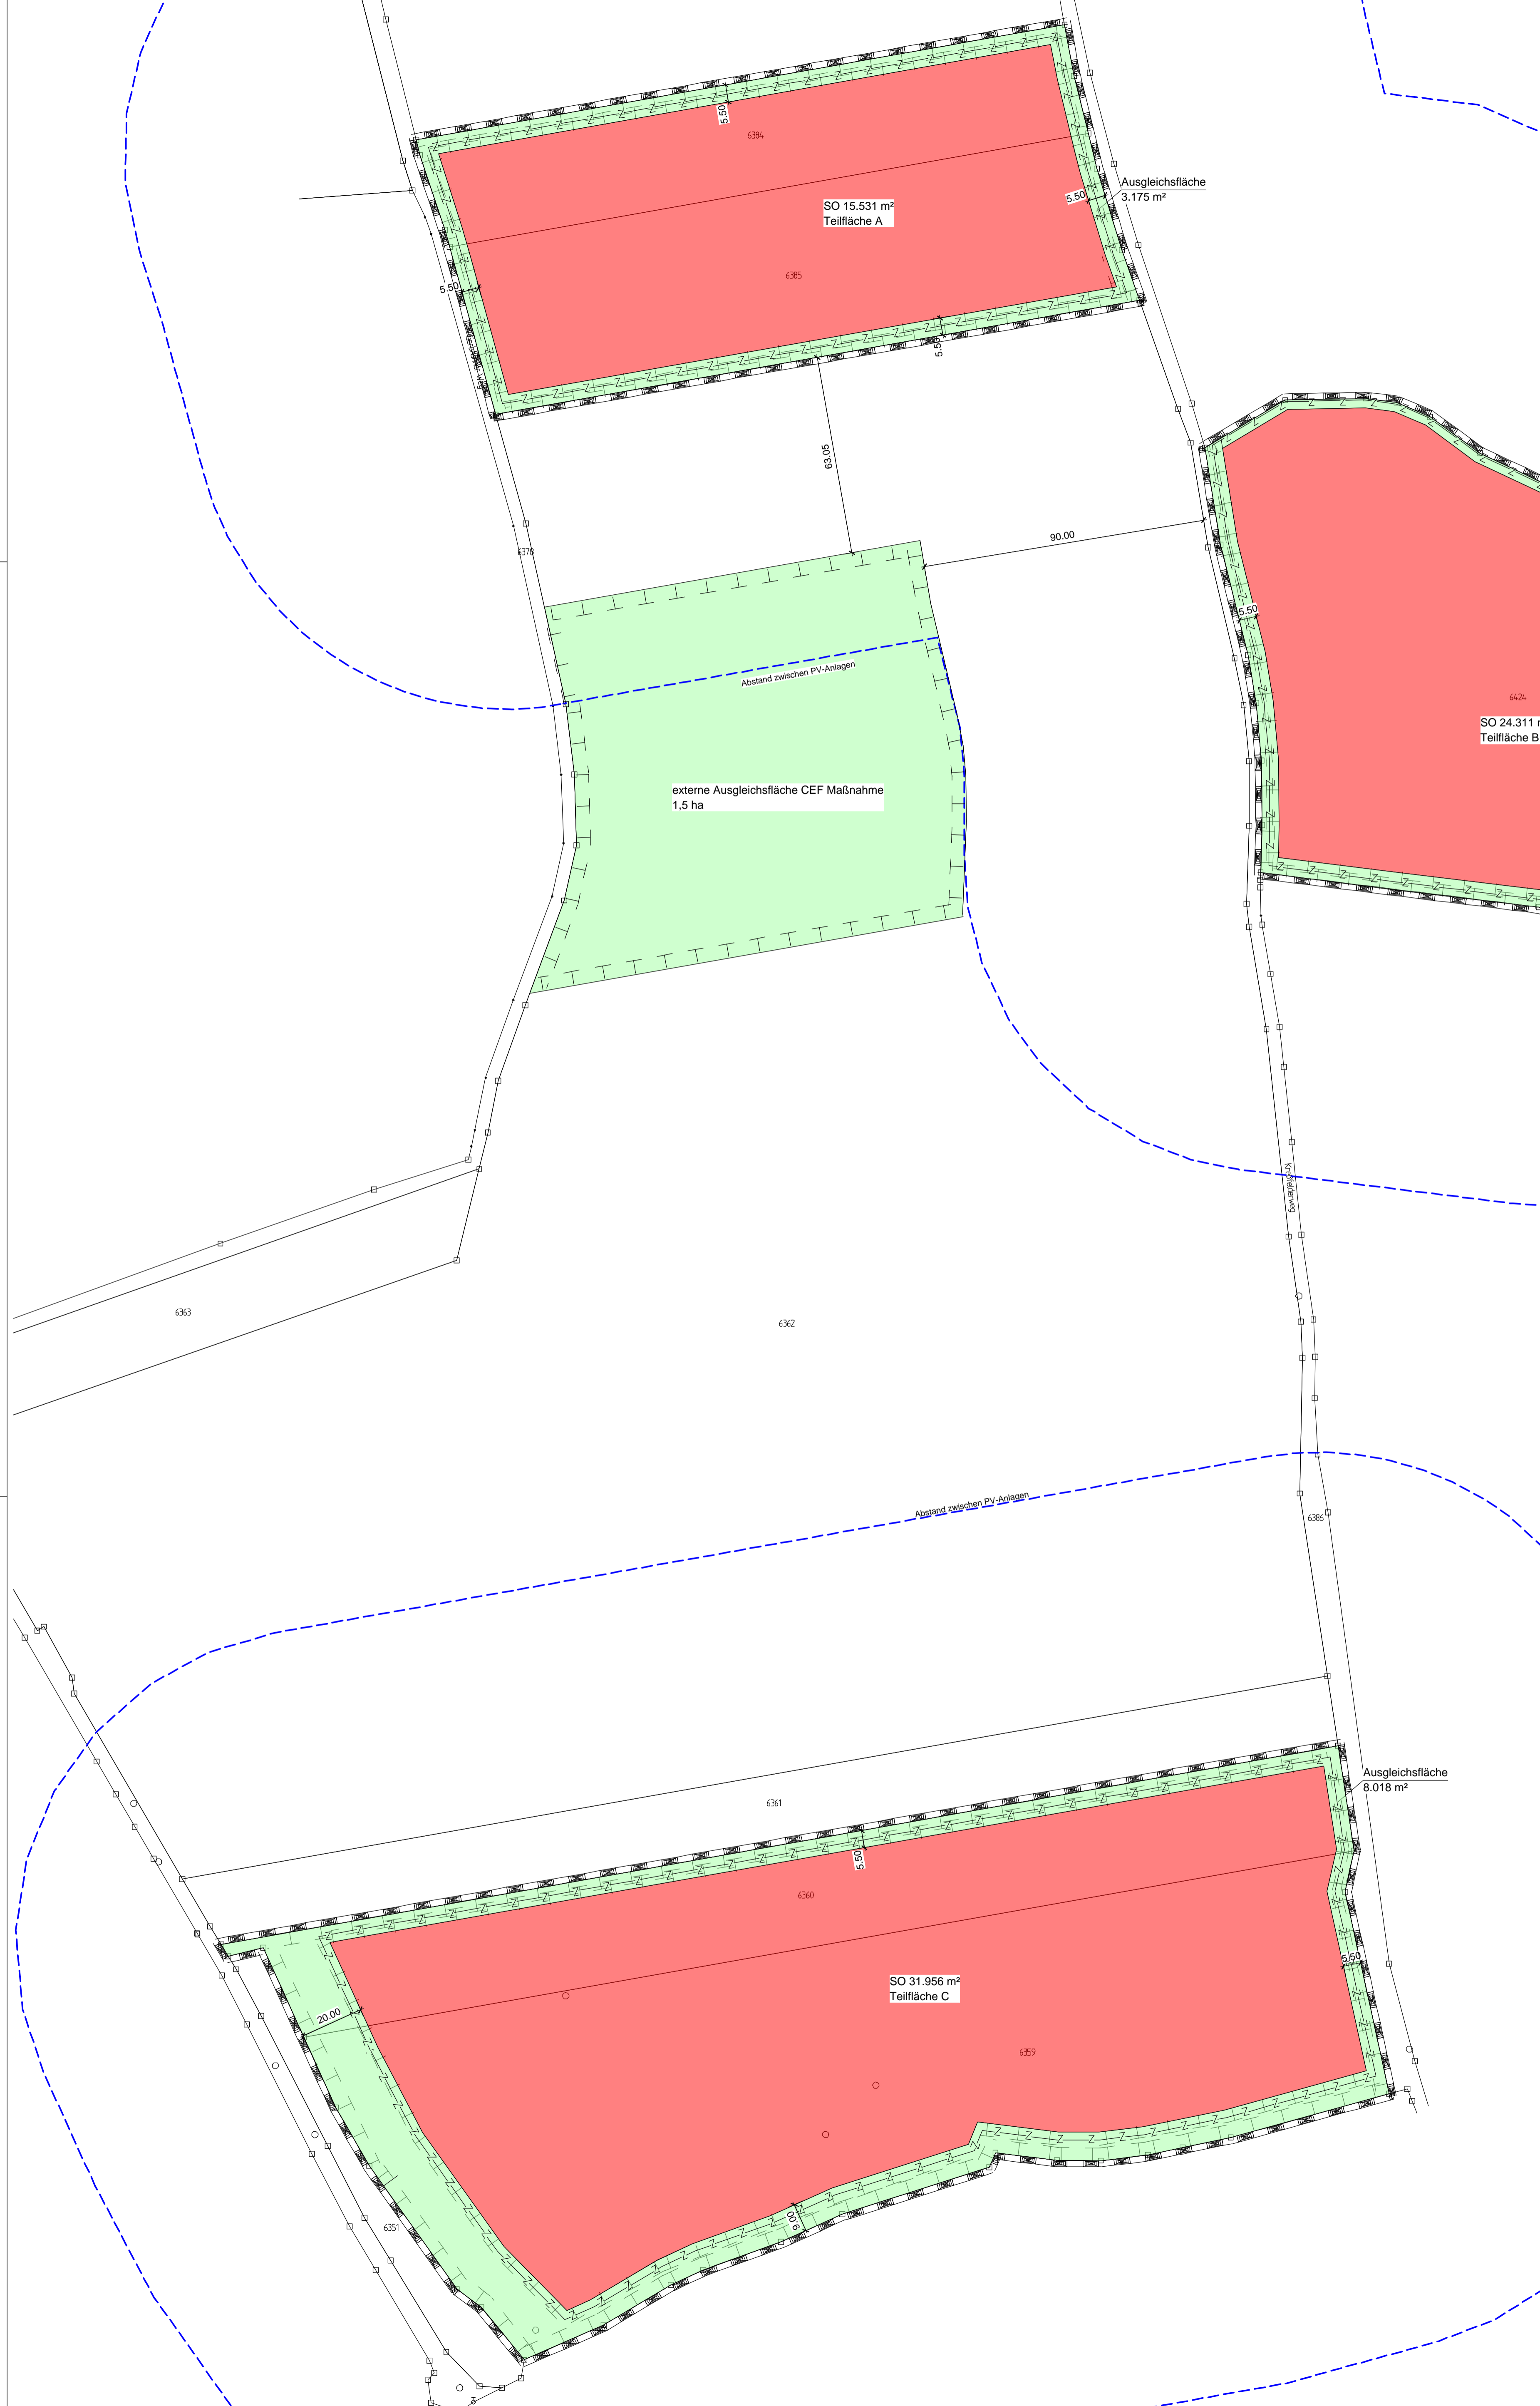 5.50
6384
Ausgleichsfläche
3.175 m²
5.50
SO 15.531 m²
Teilfläche A
6385
5.50
5.50
63.05
90.00
6378
5.50
Abstand zwischen PV-Anlagen
6424
SO 24.311
Teilfläche B
externe Ausgleichsfläche CEF Maßnahme
1,5 ha
6363
6362
Abstand zwischen PV-Anlagen
6386
Ausgleichsfläche
8.018 m²
6361
5.50
6360
5.50
SO 31.956 m²
Teilfläche C
20.00
6359
9.00
6351